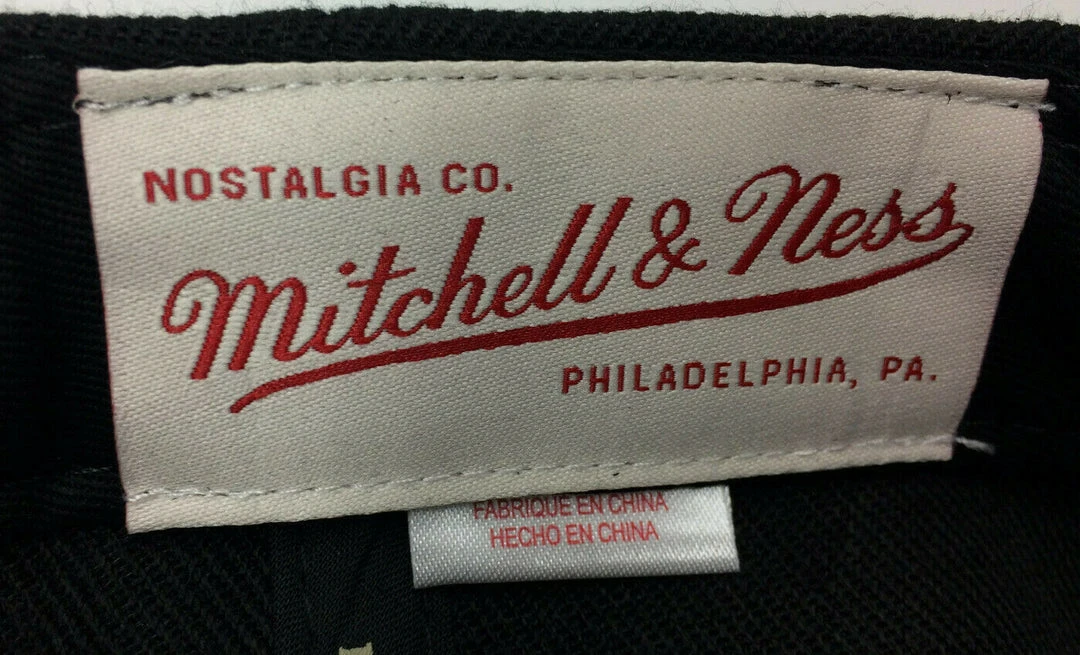 NOSTALGIA CO.
Mitchell & Ness
PHILADELPHIA, PA.
FABRIQUE EN CHINA
HECHO EN CHINA